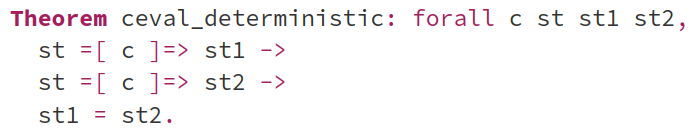 Theorem ceval_deterministic: forall c st st1 st2,
st =[ c ]=> st1 ->
st =[ c ]=> st2 ->
st1 = st2.